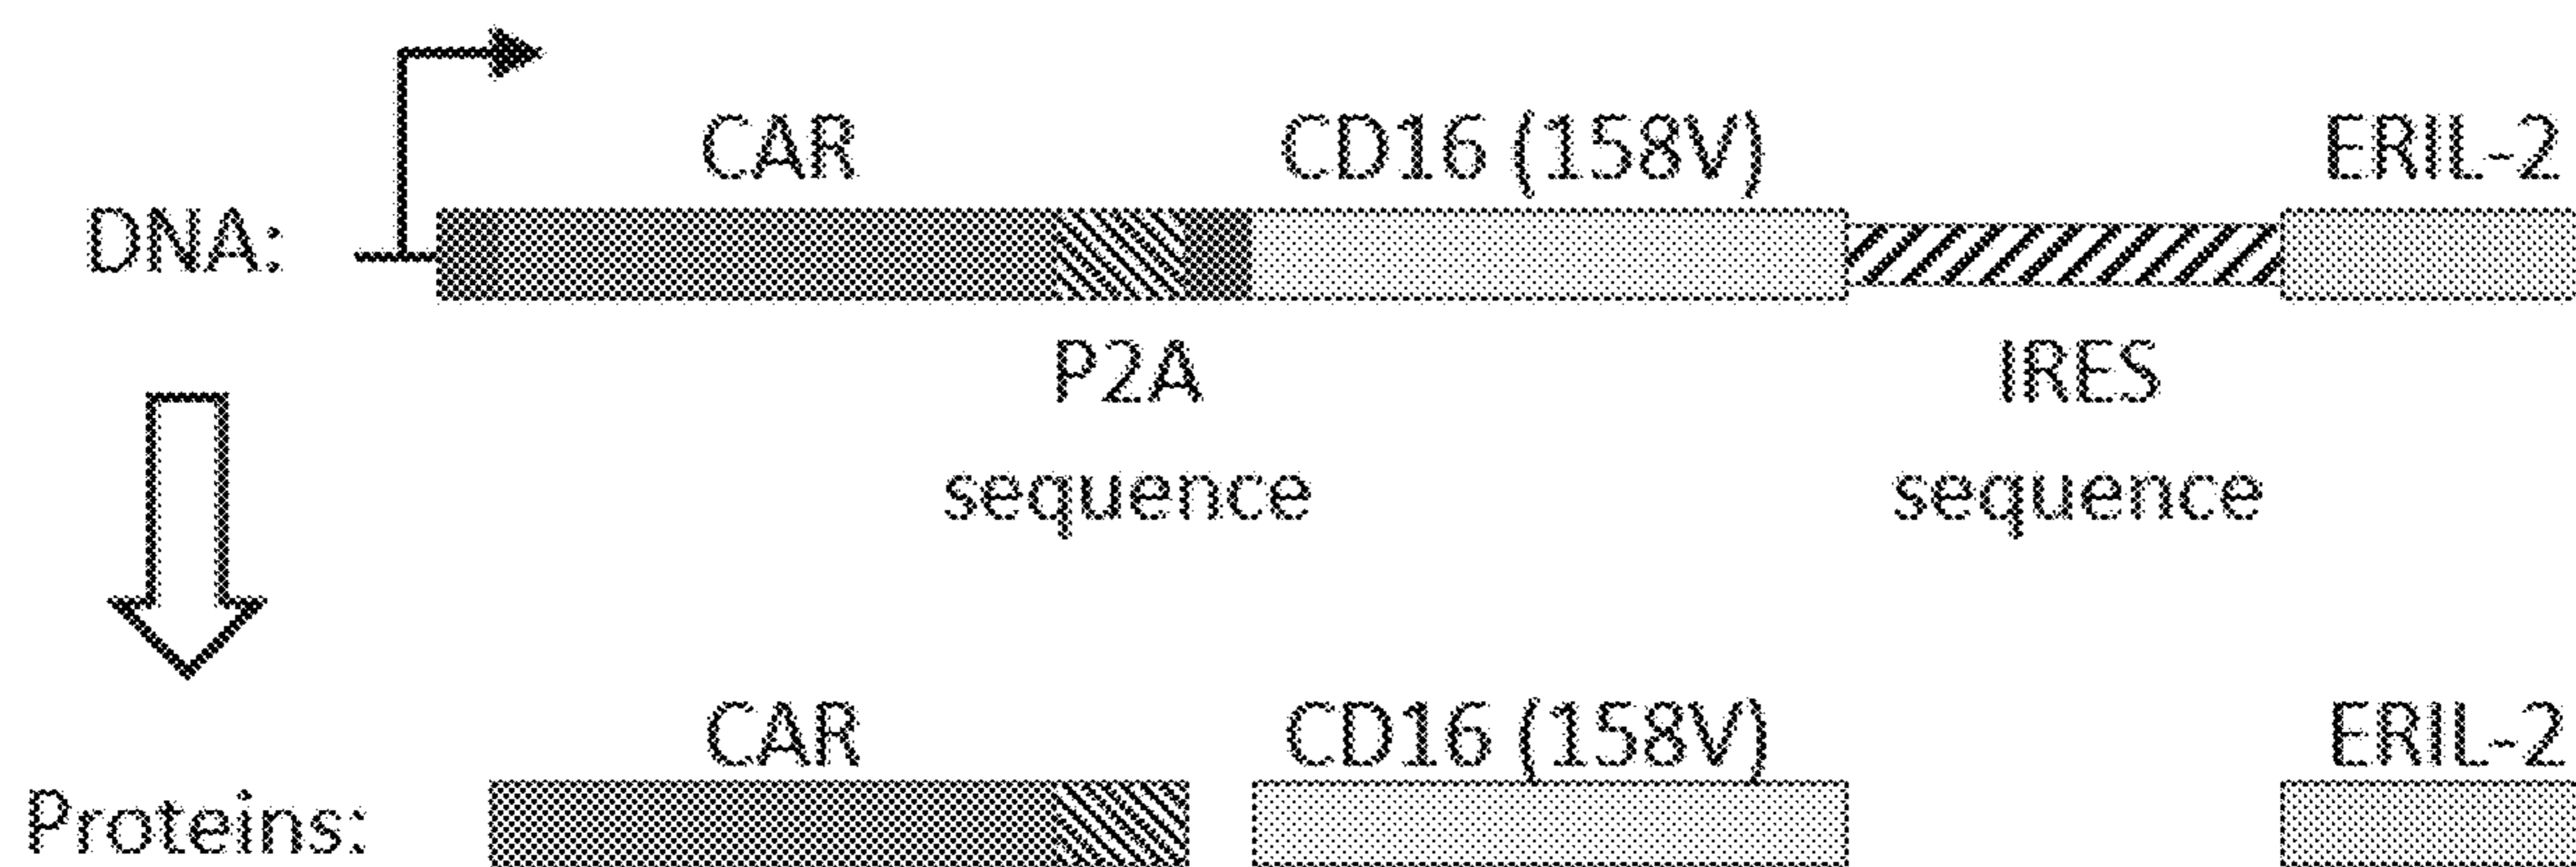 CAR CD16 (158V) ERIL-2
DNA:
P2A IRES
sequence sequence
CAR CD16 (158V) ERIL-2
Proteins: